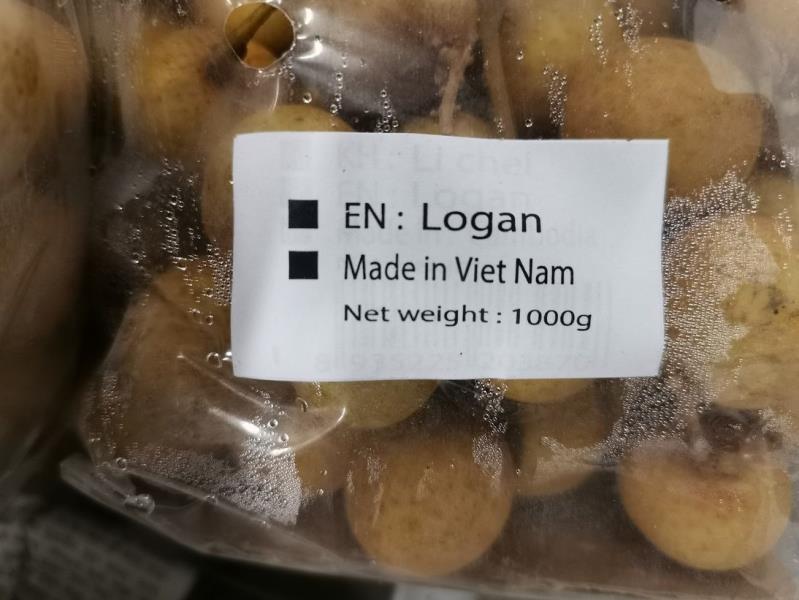 EN : Logan
Made in Viet Nam
Net weight : 1000g